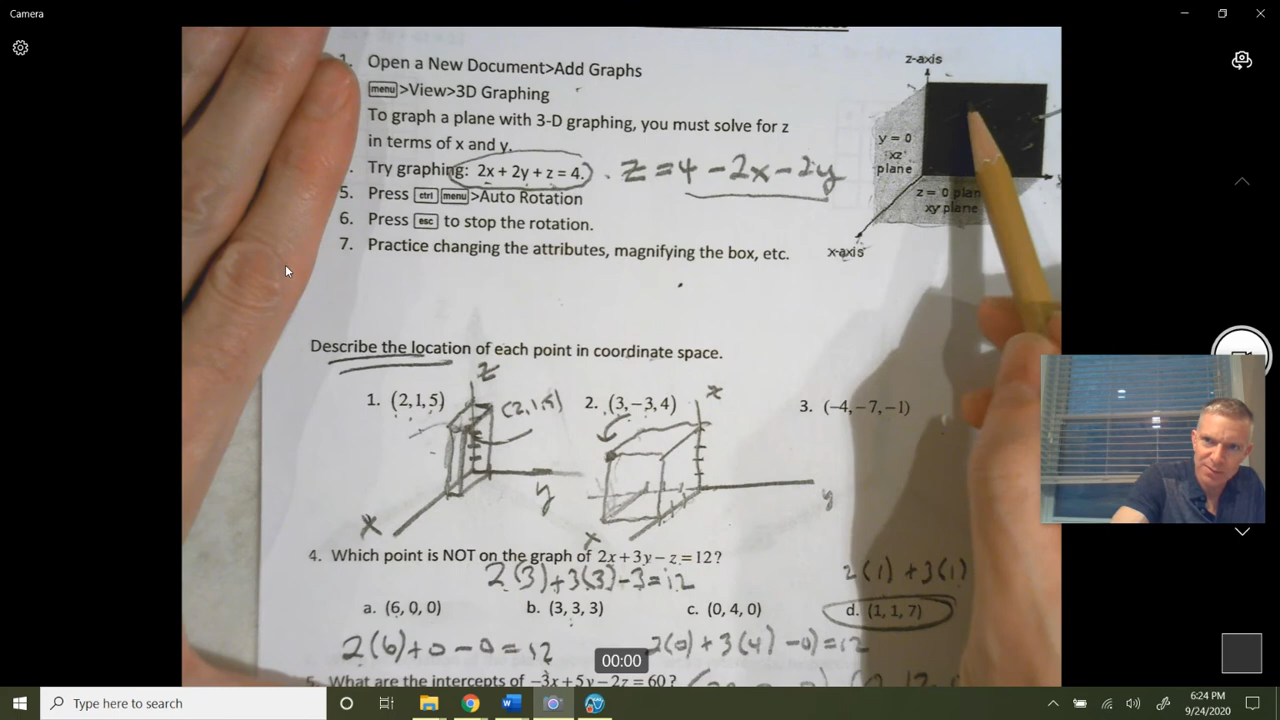 Camera
1. Open a New Document>Add Graphs
menu >View>3D Graphing
To graph a plane with 3-D graphing, you must solve for z
in terms of x and y.
. Try graphing: 2x + 2y + z = 4. z = 4 - 2x - 2y
5. Press ctrl menu >Auto Rotation
6. Press esc to stop the rotation.
7. Practice changing the attributes, magnifying the box, etc.
z-axis
y = 0
xz
plane
z = 0 plan
xy plane
x-axis
Describe the location of each point in coordinate space.
z
1. (2,1,5) (2,1,5) 2. (3,−3,4) 3. (−4,−7,−1)
x y
x y
4. Which point is NOT on the graph of 2x+3y−z=12?
2(3)+3(3)-3=12 2(1)+3(1)
a. (6, 0, 0) b. (3, 3, 3) c. (0, 4, 0) d. (1, 1, 7)
2(6)+0-0=12 2(0)+3(4)-0)=12
00:00
5. What are the intercepts of −3x+5y−2z=60?
Type here to search
6:24 PM
9/24/2020